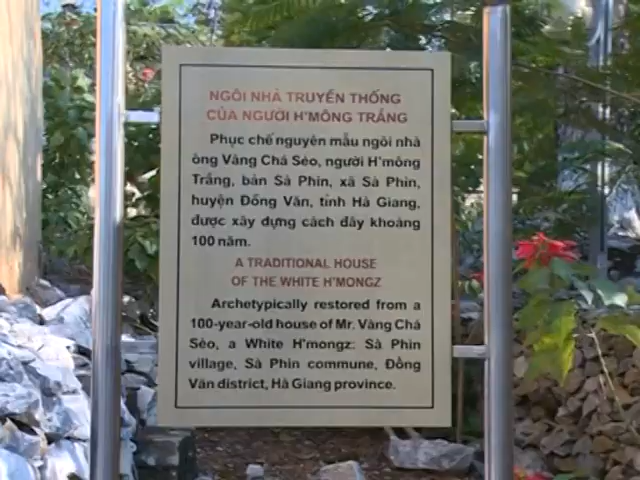 NGÔI NHÀ TRUYỀN THỐNG
CỦA NGƯỜI H'MÔNG TRẮNG
Phục chế nguyên mẫu ngôi nhà
ông Vàng Chá Sèo, người H'mông
Trắng, bản Sà Phìn, xã Sà Phìn,
huyện Đồng Văn, tỉnh Hà Giang,
được xây dựng cách đây khoảng
100 năm.
A TRADITIONAL HOUSE
OF THE WHITE H'MONGZ
Archetypically restored from a
100-year-old house of Mr. Vàng Chá
Sèo, a White H'mongz: Sà Phìn
village, Sà Phìn commune, Đồng
Văn district, Hà Giang province.